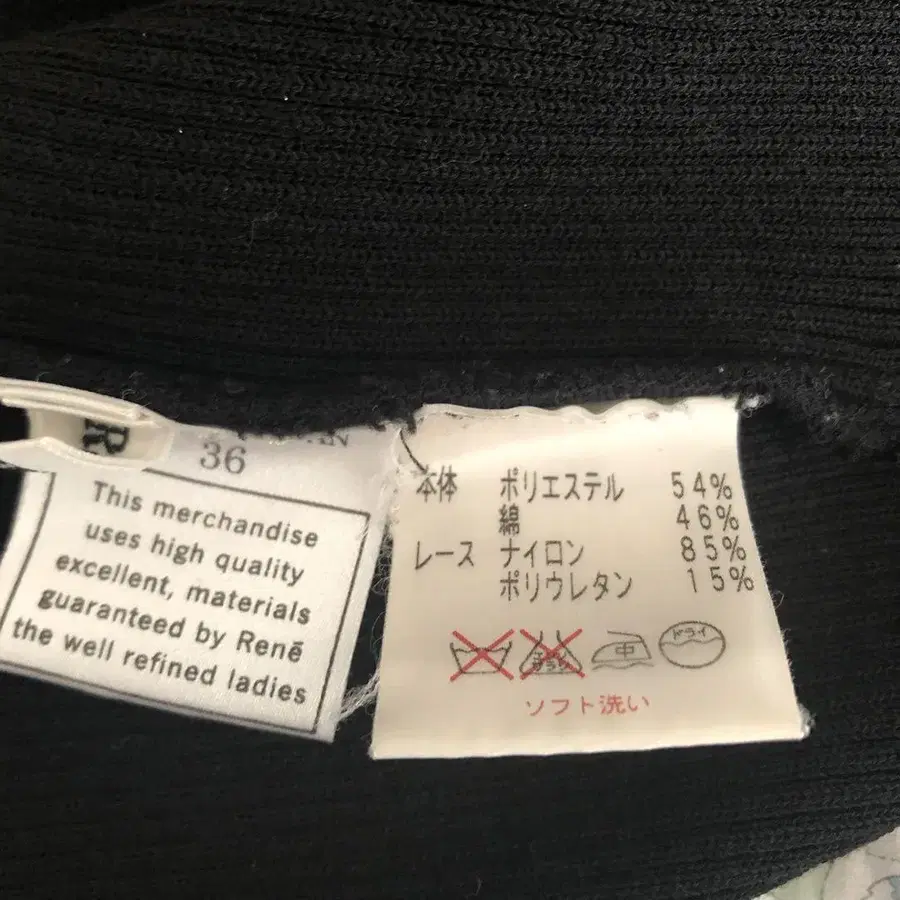 R
36
This merchandise
uses high quality
excellent, materials
guaranteed by René
the well refined ladies
本体 ポリエステル 54%
綿 46%
レース ナイロン 85%
ポリウレタン 15%
中 ドライ
ソフト洗い